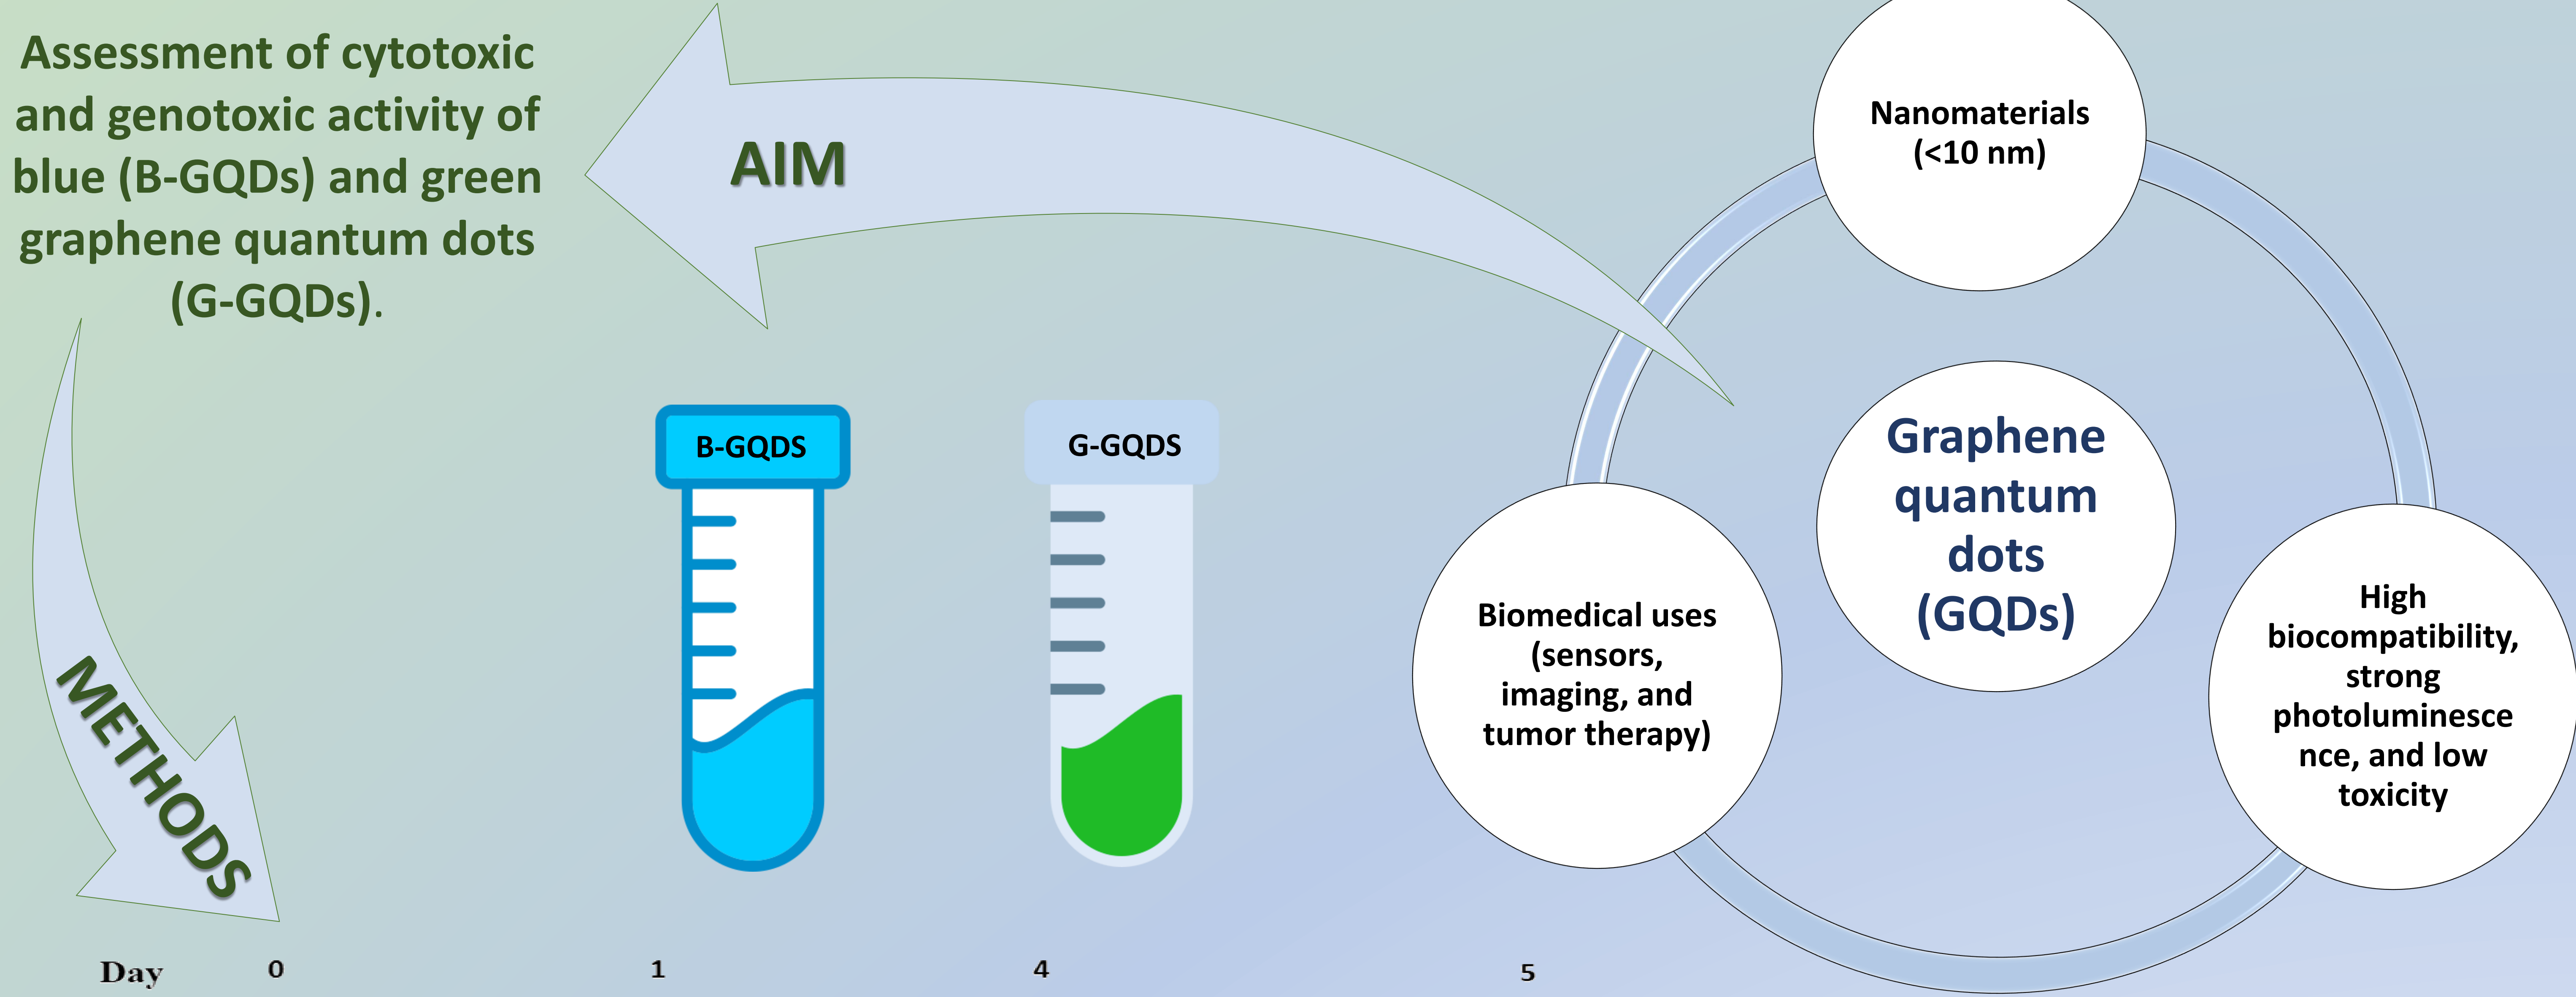 Assessment of cytotoxic
and genotoxic activity of
blue (B-GQDs) and green
graphene quantum dots
(G-GQDs).
AIM
Nanomaterials
(<10 nm)
Graphene
quantum
dots
(GQDs)
High
biocompatibility,
strong
photoluminesce
nce, and low
toxicity
Biomedical uses
(sensors,
imaging, and
tumor therapy)
B-GQDS
G-GQDS
METHODS
Day 0 1 4 5